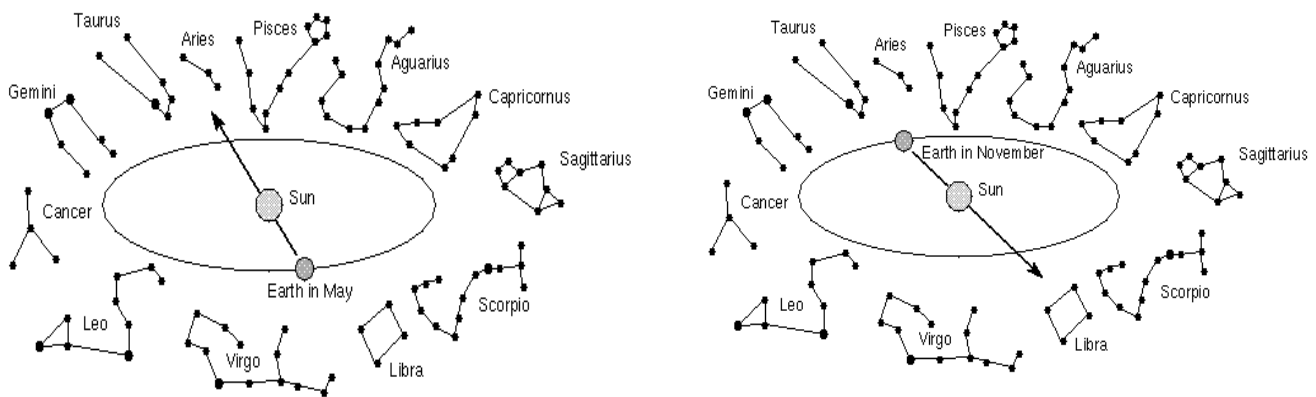 Taurus
Aries
Pisces
Aguarius
Gemini
Capricornus
Sagittarius
Sun
Cancer
Earth in May
Scorpio
Leo
Virgo
Libra
Taurus
Aries
Pisces
Aguarius
Gemini
Capricornus
Earth in November
Sagittarius
Sun
Cancer
Scorpio
Leo
Virgo
Libra